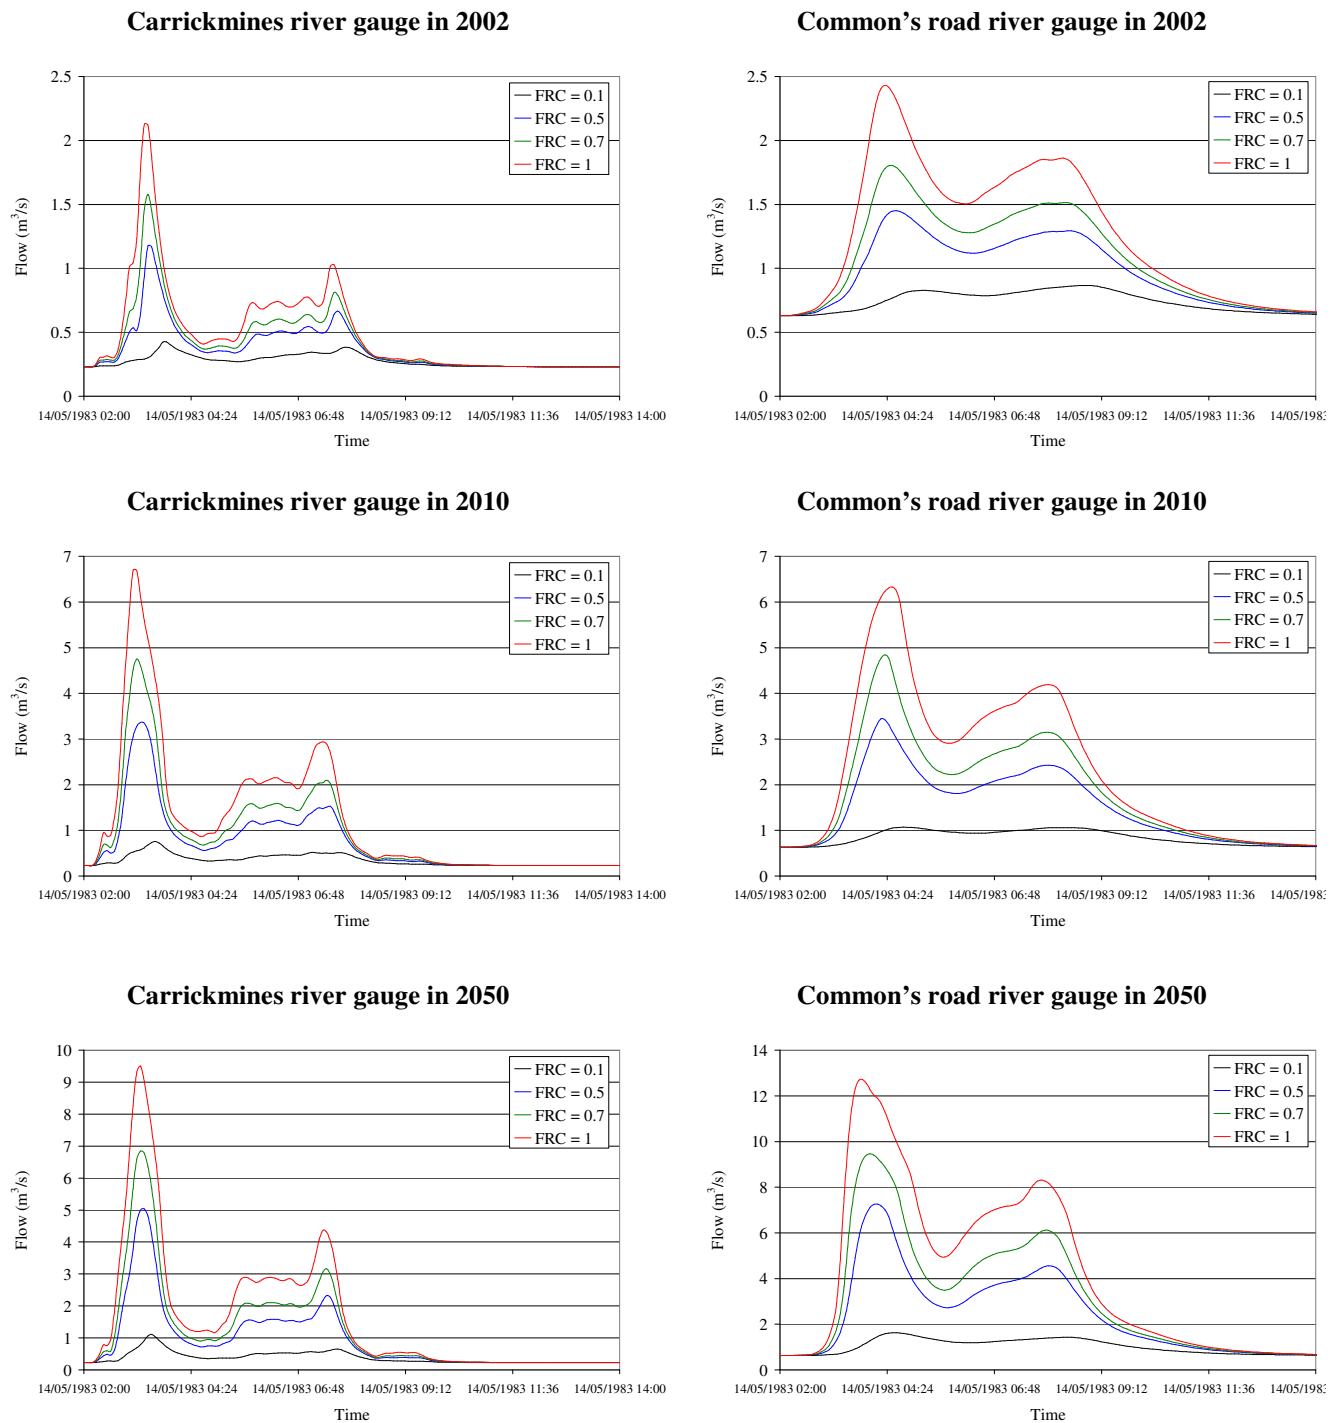 Carrickmines river gauge in 2002
2.5
2
1.5
1
0.5
0
Flow (m³/s)
FRC = 0.1
FRC = 0.5
FRC = 0.7
FRC = 1
14/05/1983 02:00 14/05/1983 04:24 14/05/1983 06:48 14/05/1983 09:12 14/05/1983 11:36 14/05/1983 14:00
Time
Common's road river gauge in 2002
2.5
2
1.5
1
0.5
0
Flow (m³/s)
FRC = 0.1
FRC = 0.5
FRC = 0.7
FRC = 1
14/05/1983 02:00 14/05/1983 04:24 14/05/1983 06:48 14/05/1983 09:12 14/05/1983 11:36 14/05/1983
Time
Carrickmines river gauge in 2010
7
6
5
4
3
2
1
0
Flow (m³/s)
FRC = 0.1
FRC = 0.5
FRC = 0.7
FRC = 1
14/05/1983 02:00 14/05/1983 04:24 14/05/1983 06:48 14/05/1983 09:12 14/05/1983 11:36 14/05/1983 14:00
Time
Common's road river gauge in 2010
7
6
5
4
3
2
1
0
Flow (m³/s)
FRC = 0.1
FRC = 0.5
FRC = 0.7
FRC = 1
14/05/1983 02:00 14/05/1983 04:24 14/05/1983 06:48 14/05/1983 09:12 14/05/1983 11:36 14/05/1983
Time
Carrickmines river gauge in 2050
10
9
8
7
6
5
4
3
2
1
0
Flow (m³/s)
FRC = 0.1
FRC = 0.5
FRC = 0.7
FRC = 1
14/05/1983 02:00 14/05/1983 04:24 14/05/1983 06:48 14/05/1983 09:12 14/05/1983 11:36 14/05/1983 14:00
Time
Common's road river gauge in 2050
14
12
10
8
6
4
2
0
Flow (m³/s)
FRC = 0.1
FRC = 0.5
FRC = 0.7
FRC = 1
14/05/1983 02:00 14/05/1983 04:24 14/05/1983 06:48 14/05/1983 09:12 14/05/1983 11:36 14/05/1983
Time